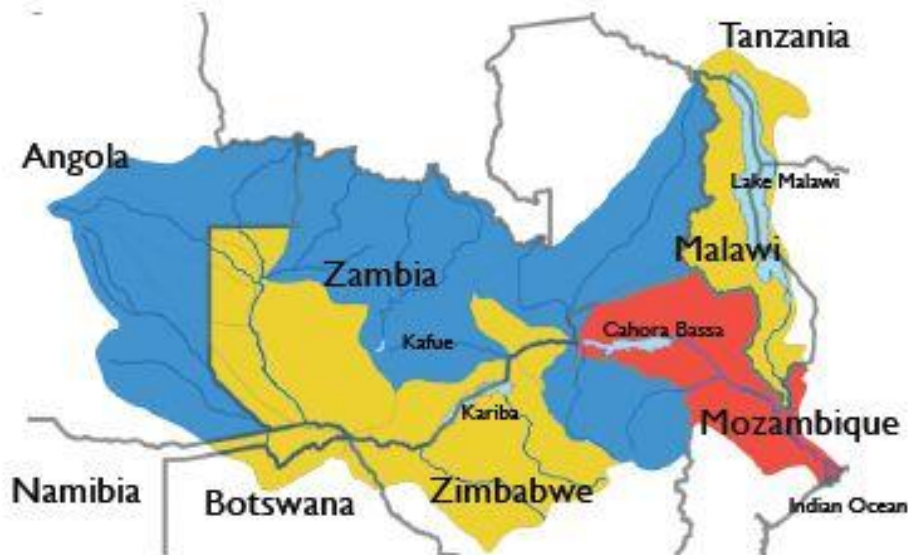 Tanzania
Angola
Lake Malawi
Malawi
Zambia
Cahora Bassa
Kafue
Kariba
Mozambique
Namibia
Botswana
Zimbabwe
Indian Ocean